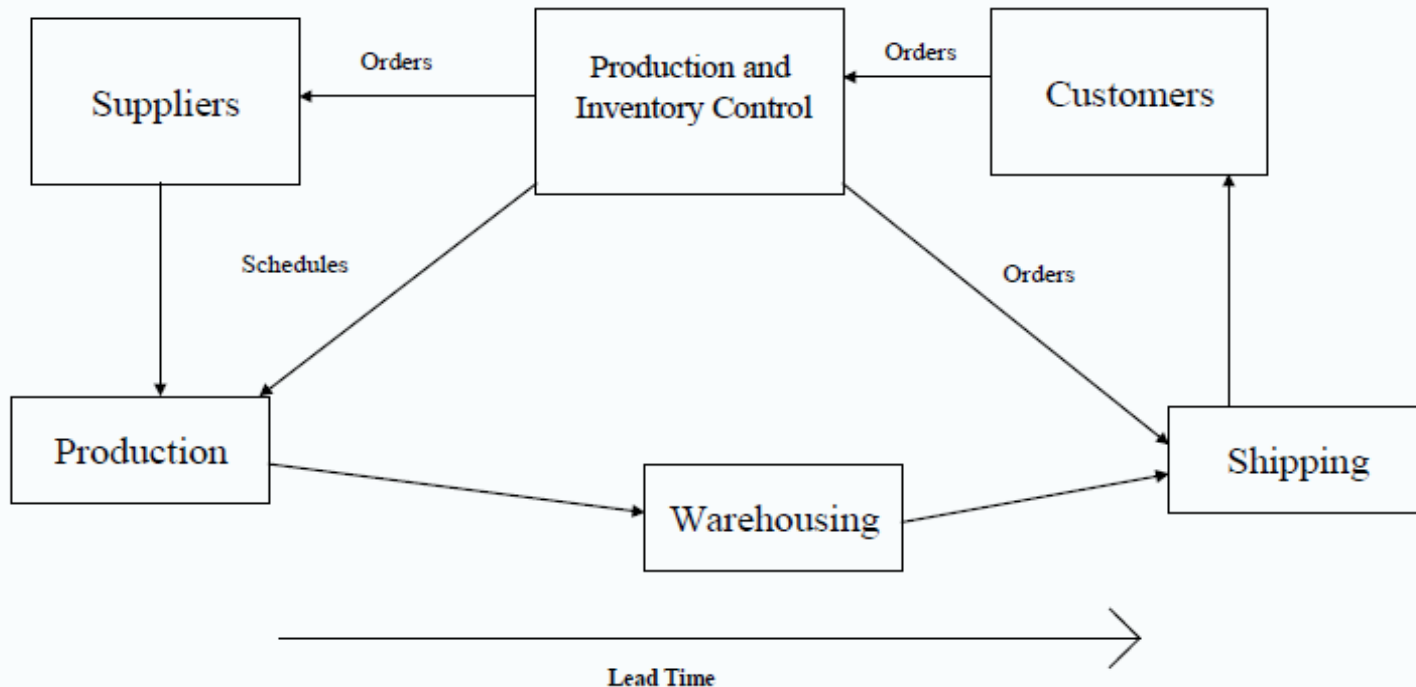 Orders
Orders
Suppliers
Production and
Inventory Control
Customers
Schedules
Orders
Production
Warehousing
Shipping
Lead Time